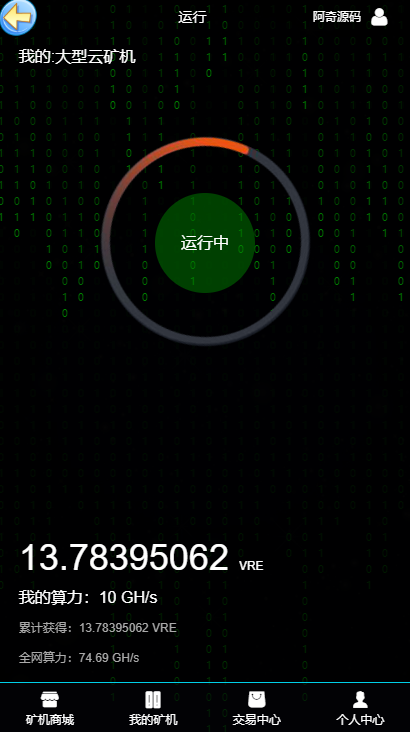 运行
阿奇源码
我的:大型云矿机
运行中
13.78395062 VRE
我的算力：10 GH/s
累计获得：13.78395062 VRE
全网算力：74.69 GH/s
矿机商城
我的矿机
交易中心
个人中心